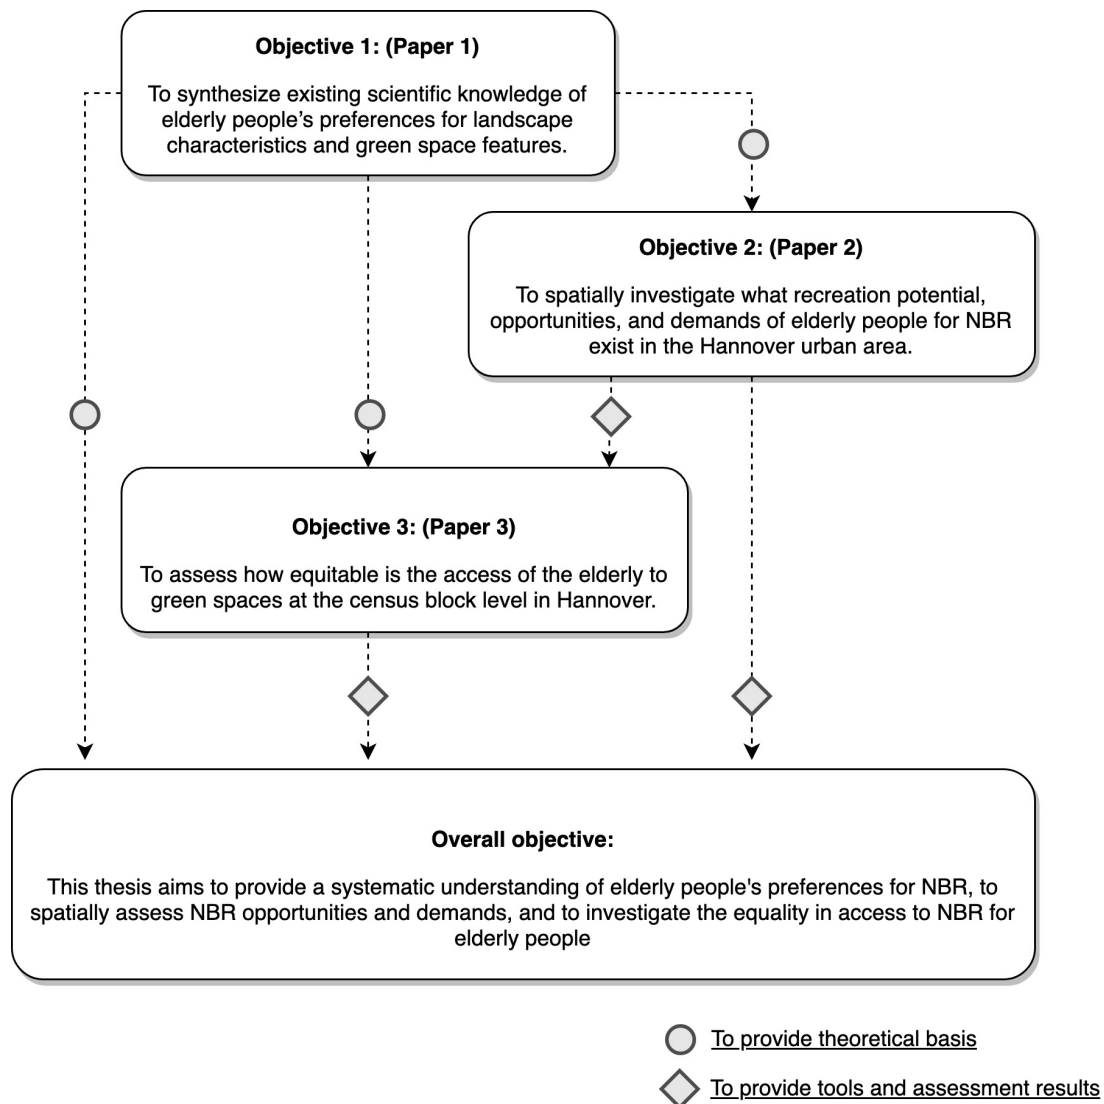 Objective 1: (Paper 1)
To synthesize existing scientific knowledge of
elderly people’s preferences for landscape
characteristics and green space features.
Objective 2: (Paper 2)
To spatially investigate what recreation potential,
opportunities, and demands of elderly people for NBR
exist in the Hannover urban area.
Objective 3: (Paper 3)
To assess how equitable is the access of the elderly to
green spaces at the census block level in Hannover.
Overall objective:
This thesis aims to provide a systematic understanding of elderly people's preferences for NBR, to
spatially assess NBR opportunities and demands, and to investigate the equality in access to NBR for
elderly people
To provide theoretical basis
To provide tools and assessment results